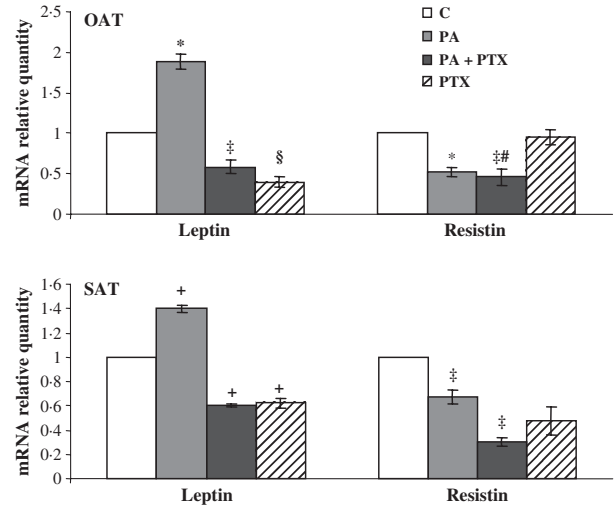 OAT
C
PA
PA + PTX
PTX
mRNA relative quantity
2·5
2
1·5
1
0·5
0
*
‡
§
*
‡#
Leptin
Resistin
SAT
mRNA relative quantity
1·6
1·4
1·2
1
0·8
0·6
0·4
0·2
0
+
+
+
‡
‡
Leptin
Resistin